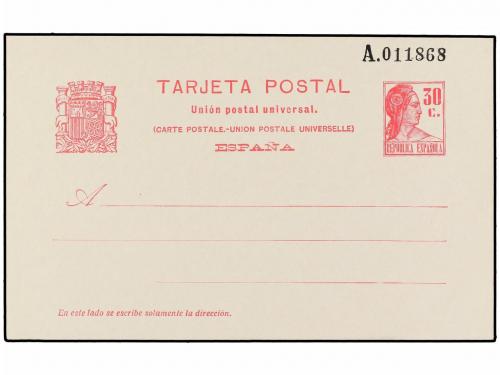 A.011868
TARJETA POSTAL
Unión postal universal.
(CARTE POSTALE.-UNION POSTALE UNIVERSELLE)
ESPAÑA
30
C.
REPUBLICA ESPAÑOLA
A
En este lado se escribe solamente la dirección.